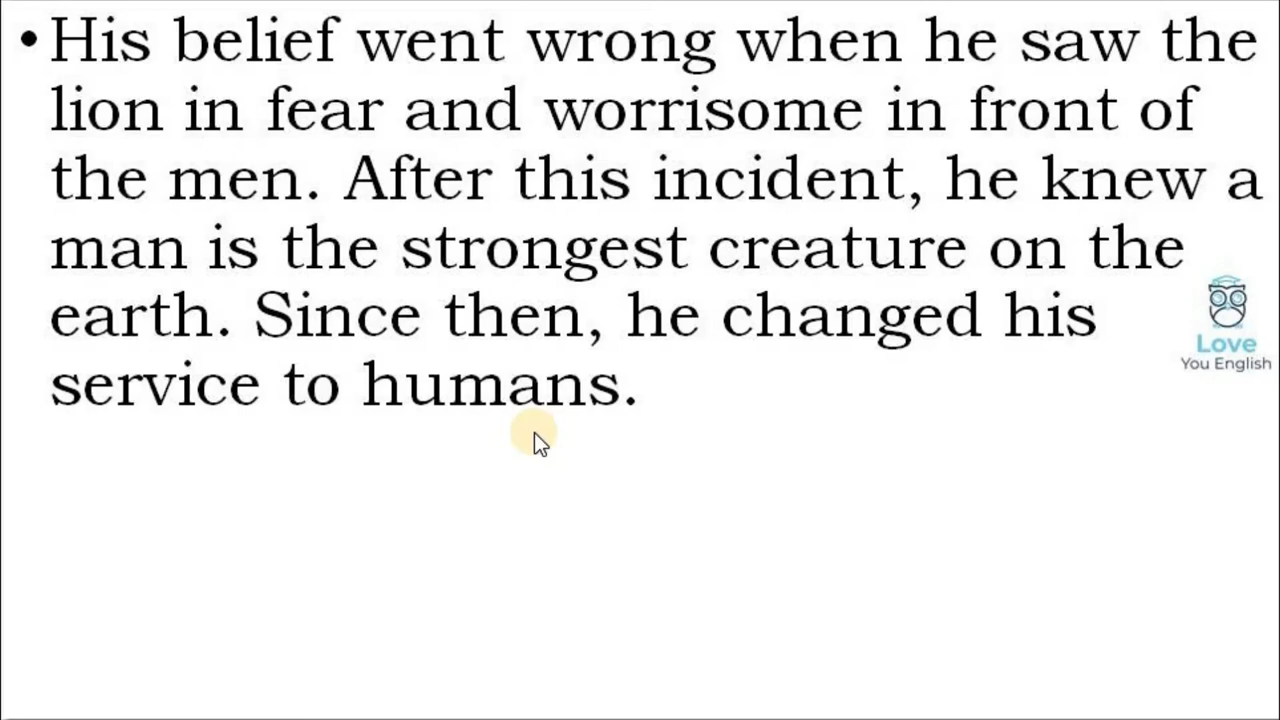 •His belief went wrong when he saw the
lion in fear and worrisome in front of
the men. After this incident, he knew a
man is the strongest creature on the
earth. Since then, he changed his
service to humans.
Love
You English